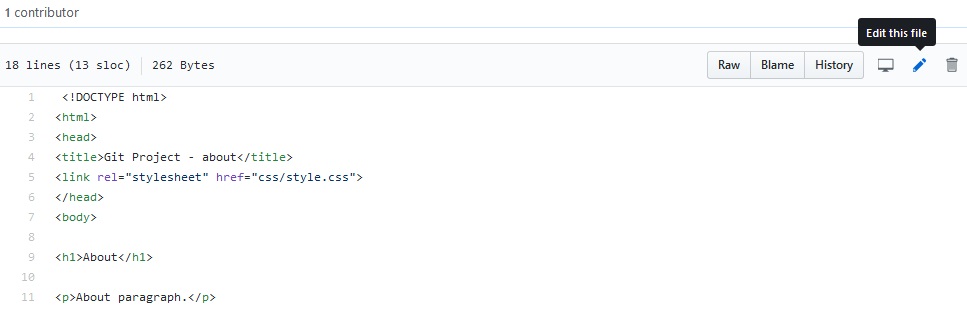 1 contributor
Edit this file
18 lines (13 sloc) 262 Bytes Raw Blame History
1 <!DOCTYPE html>
2 <html>
3 <head>
4 <title>Git Project - about</title>
5 <link rel="stylesheet" href="css/style.css">
6 </head>
7 <body>
8
9 <h1>About</h1>
10
11 <p>About paragraph.</p>